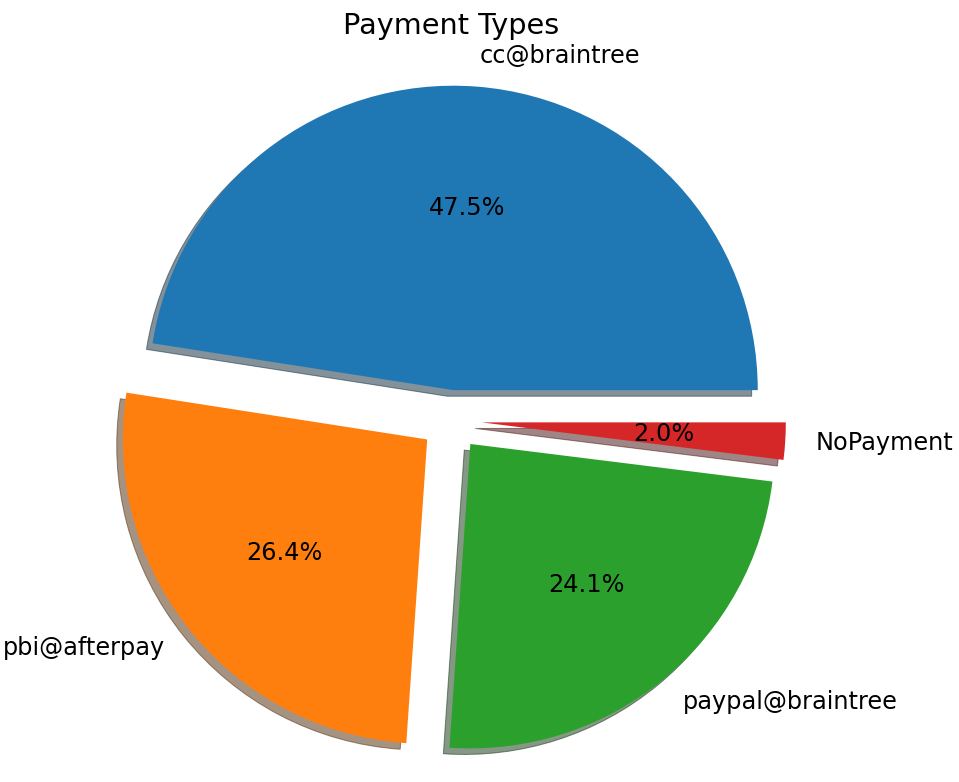 Payment Types
cc@braintree
47.5%
2.0%
NoPayment
26.4%
24.1%
pbi@afterpay
paypal@braintree